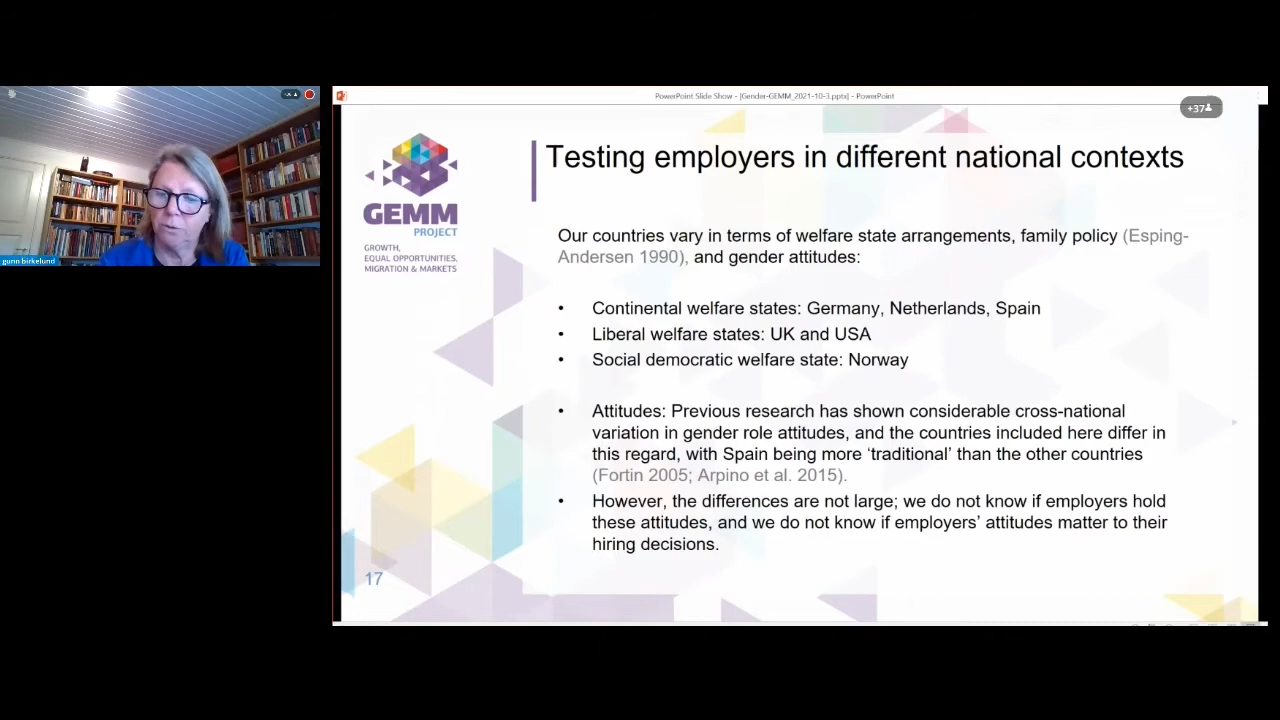 PowerPoint Slide Show - [Gender-GEMM_2021-10-3.pptx] - PowerPoint
+37
gunn birkelund
GEMM
PROJECT
GROWTH,
EQUAL OPPORTUNITIES,
MIGRATION & MARKETS
Testing employers in different national contexts
Our countries vary in terms of welfare state arrangements, family policy (Esping-
Andersen 1990), and gender attitudes:
• Continental welfare states: Germany, Netherlands, Spain
• Liberal welfare states: UK and USA
• Social democratic welfare state: Norway
• Attitudes: Previous research has shown considerable cross-national
variation in gender role attitudes, and the countries included here differ in
this regard, with Spain being more ‘traditional’ than the other countries
(Fortin 2005; Arpino et al. 2015).
• However, the differences are not large; we do not know if employers hold
these attitudes, and we do not know if employers’ attitudes matter to their
hiring decisions.
17